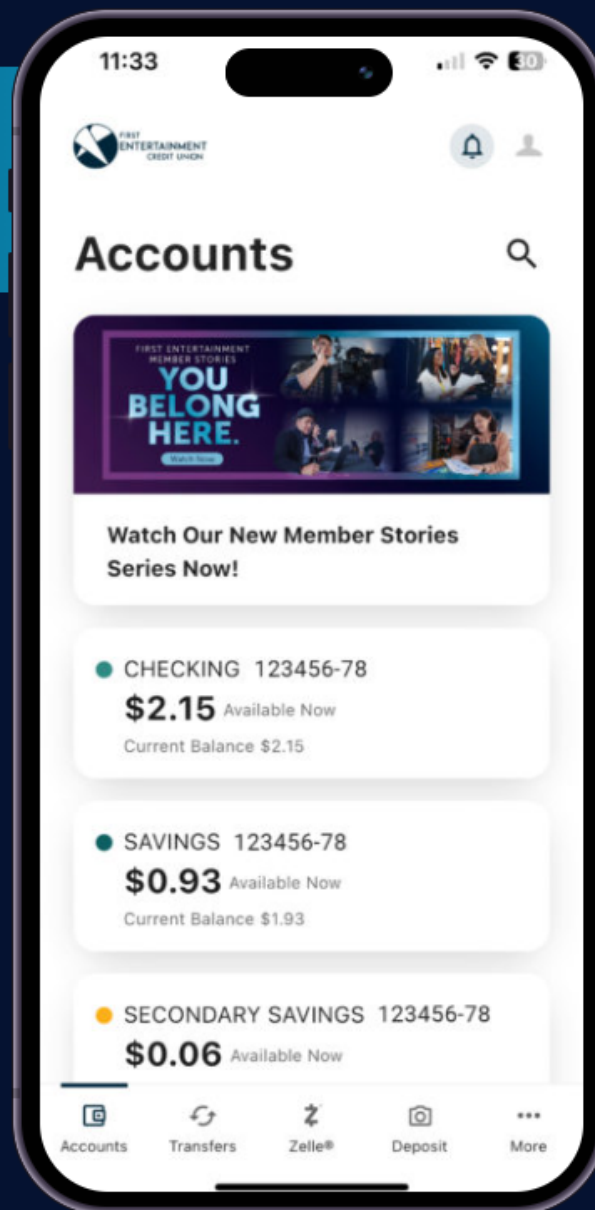 11:33
30
FIRST
ENTERTAINMENT
CREDIT UNION
Accounts
FIRST ENTERTAINMENT
MEMBER STORIES
YOU
BELONG
HERE.
Watch Now
Watch Our New Member Stories
Series Now!
CHECKING 123456-78
$2.15 Available Now
Current Balance $2.15
SAVINGS 123456-78
$0.93 Available Now
Current Balance $1.93
SECONDARY SAVINGS 123456-78
$0.06 Available Now
Accounts Transfers Zelle® Deposit More